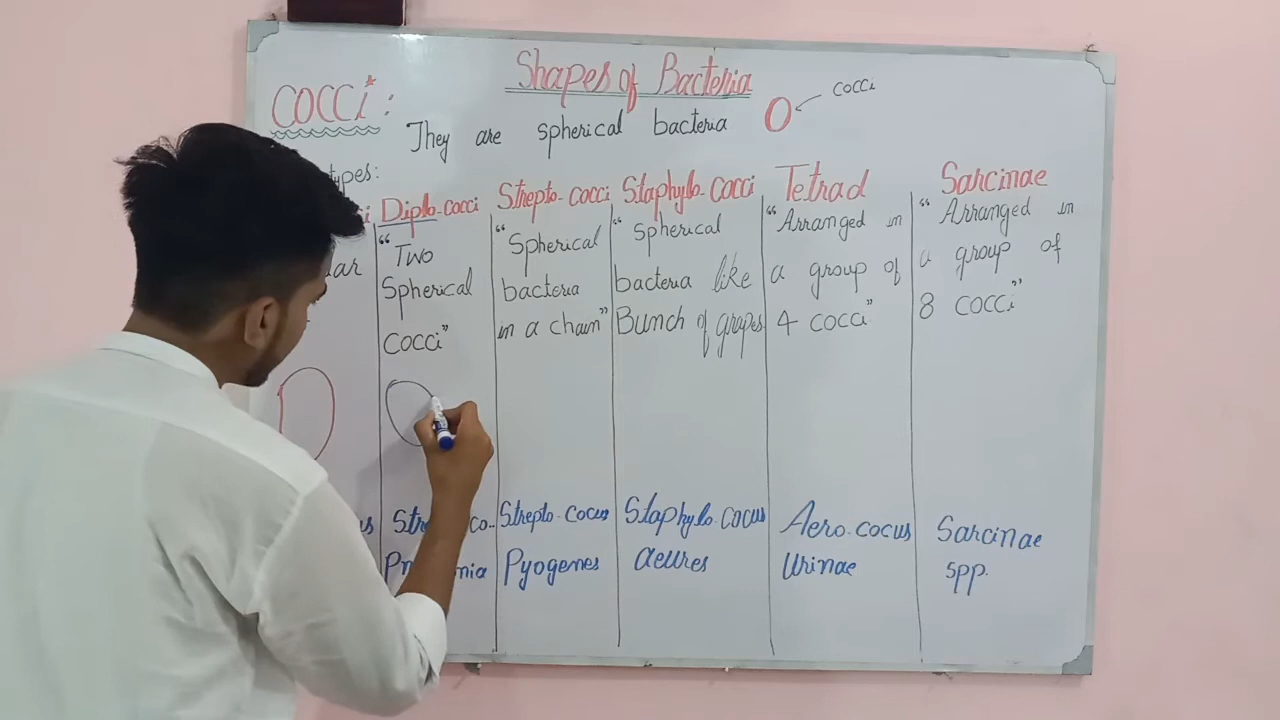 Shapes of Bacteria
COCCi* :
They are spherical bacteria
cocci
types:
Diplo-cocci
"Two
Spherical
cocci"
Strepto-cocci
"Spherical
bacteria
in a chain"
Staphylo-cocci
"Spherical
bacteria like
Bunch of grapes
Tetrad
"Arranged in
a group of
4 cocci"
Sarcinae
"Arranged in
a group of
8 cocci"
Strepto.cocus
Pyogenes
Staphylo.cocus
aeures
Aero.cocus
Urinae
Sarcinae
spp.